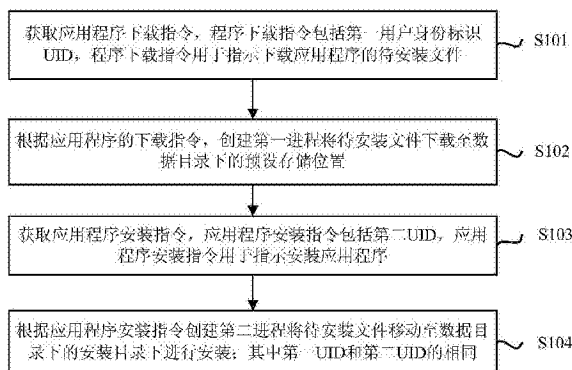 获取应用程序下载指令，程序下载指令包括第一用户身份标识
UID，程序下载指令用于指示下载应用程序的待安装文件
S101
根据应用程序的下载指令，创建第一进程将待安装文件下载至数
据目录下的预设存储位置
S102
获取应用程序安装指令，应用程序安装指令包括第二UID，应用
程序安装指令用于指示安装应用程序
S103
根据应用程序安装指令创建第二进程将待安装文件移动至数据目
录下的安装目录下进行安装；其中第一UID和第二UID的相同
S104